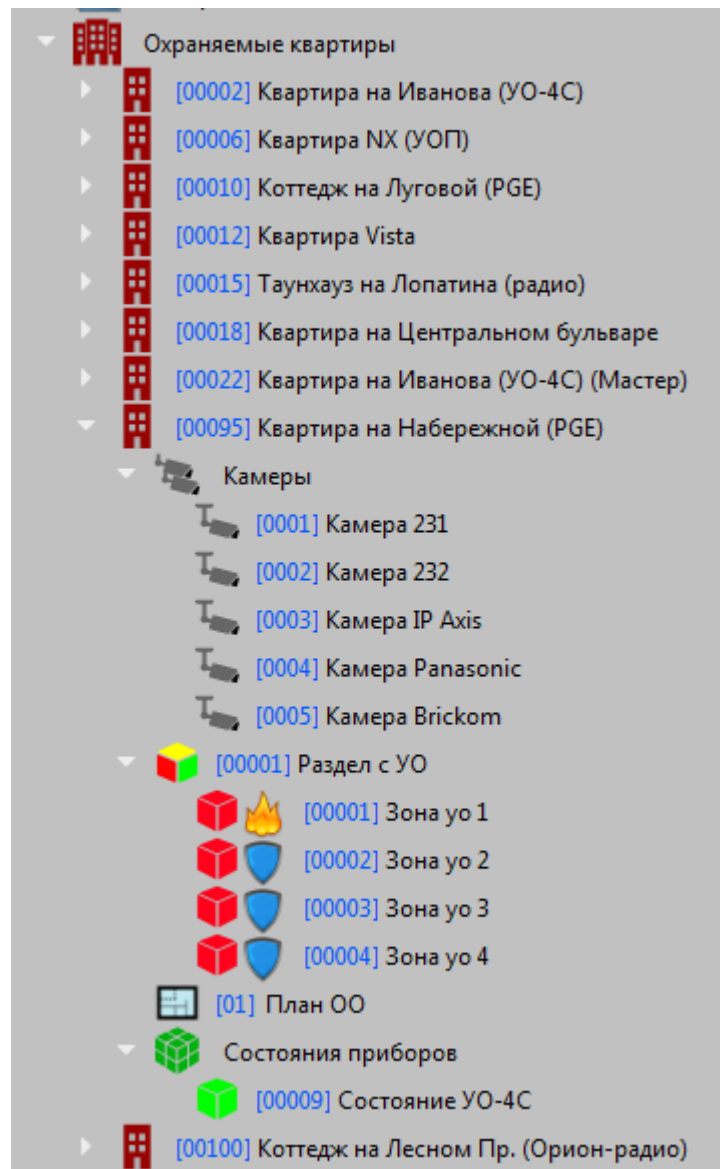 Охраняемые квартиры
[00002] Квартира на Иванова (УО-4С)
[00006] Квартира NX (УОП)
[00010] Коттедж на Луговой (PGE)
[00012] Квартира Vista
[00015] Таунхауз на Лопатина (радио)
[00018] Квартира на Центральном бульваре
[00022] Квартира на Иванова (УО-4С) (Мастер)
[00095] Квартира на Набережной (PGE)
Камеры
[0001] Камера 231
[0002] Камера 232
[0003] Камера IP Axis
[0004] Камера Panasonic
[0005] Камера Brickom
[00001] Раздел с УО
[00001] Зона уо 1
[00002] Зона уо 2
[00003] Зона уо 3
[00004] Зона уо 4
[01] План ОО
Состояния приборов
[00009] Состояние УО-4С
[00100] Коттедж на Лесном Пр. (Орион-радио)